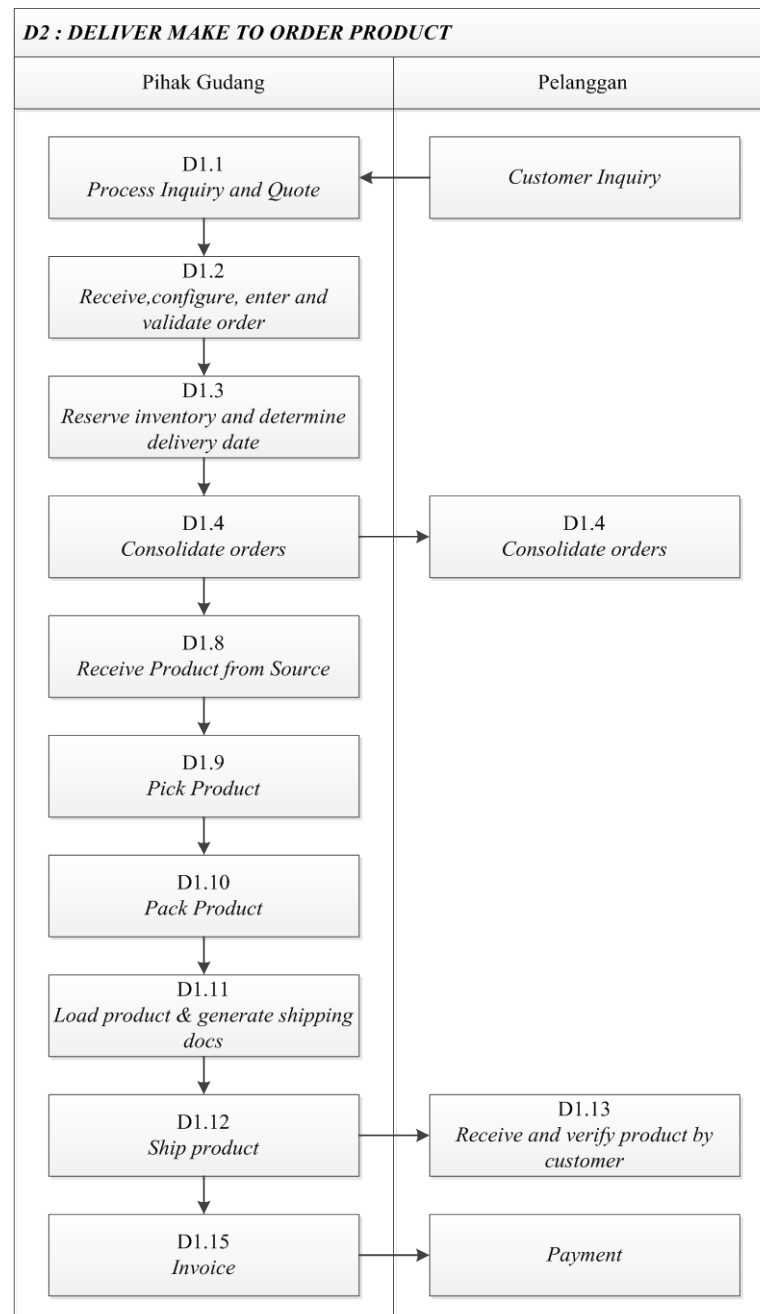 D2 : DELIVER MAKE TO ORDER PRODUCT
Pihak Gudang
Pelanggan
D1.1
Process Inquiry and Quote
Customer Inquiry
D1.2
Receive,configure, enter and
validate order
D1.3
Reserve inventory and determine
delivery date
D1.4
Consolidate orders
D1.4
Consolidate orders
D1.8
Receive Product from Source
D1.9
Pick Product
D1.10
Pack Product
D1.11
Load product & generate shipping
docs
D1.12
Ship product
D1.13
Receive and verify product by
customer
D1.15
Invoice
Payment